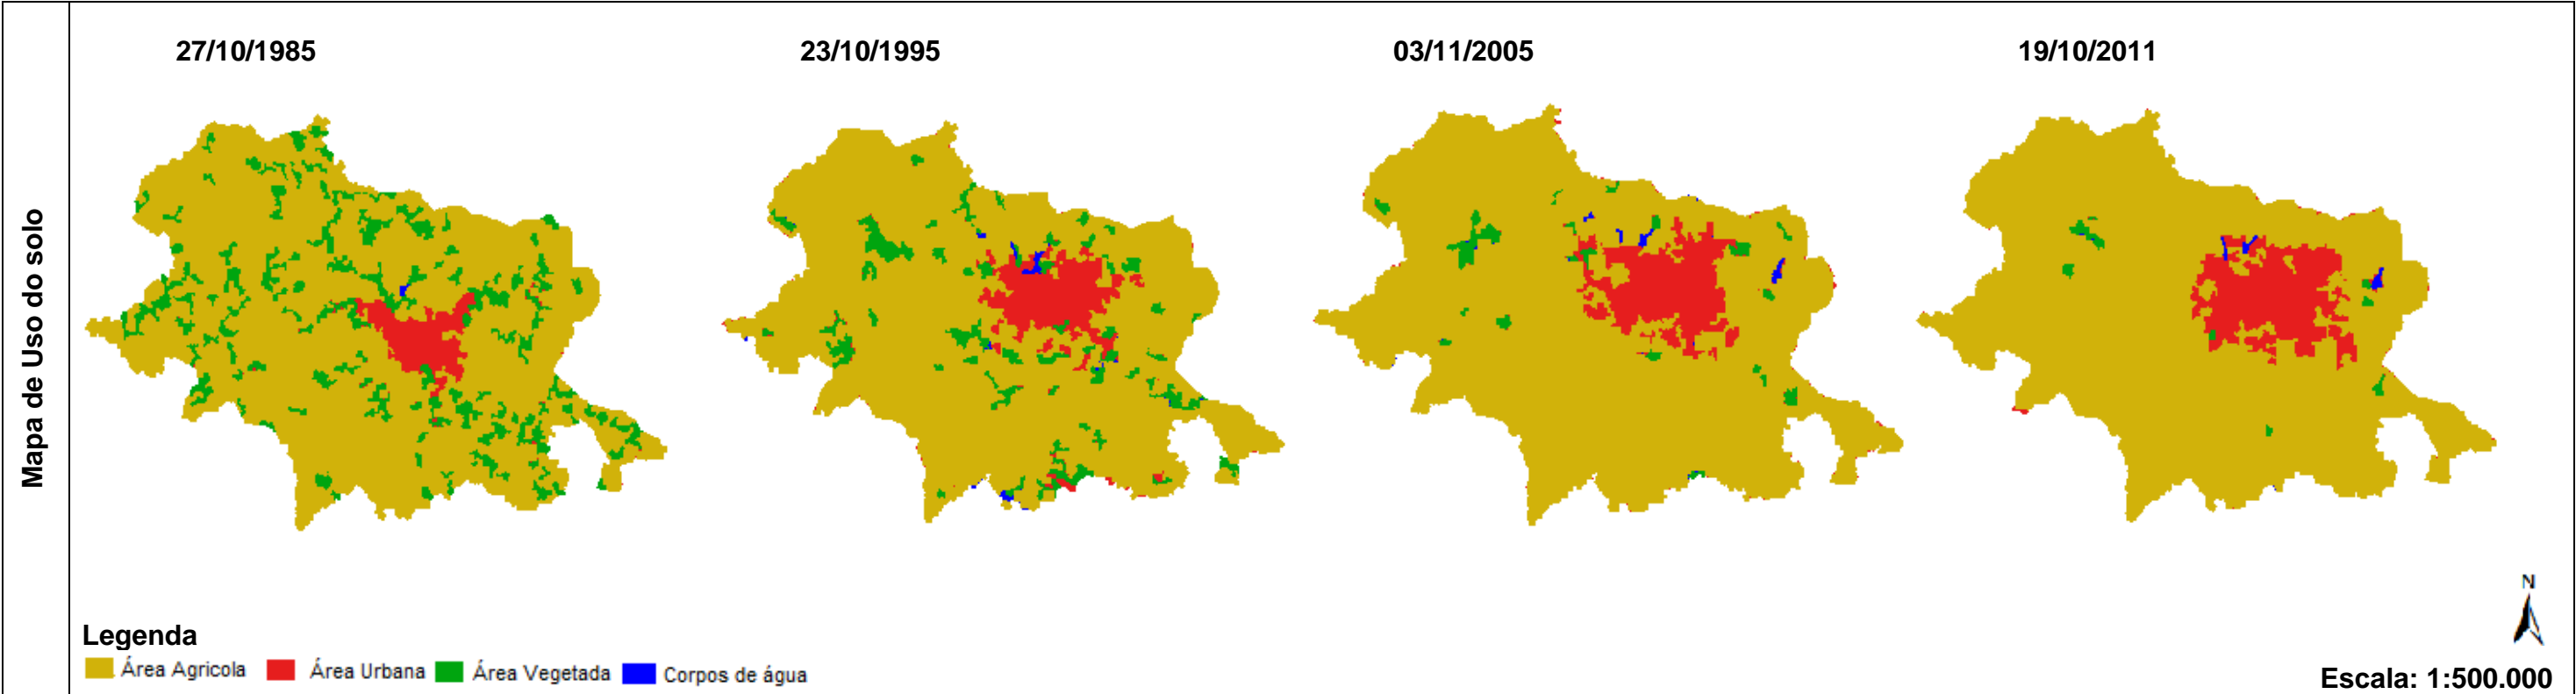 Mapa de Uso do solo
27/10/1985
23/10/1995
03/11/2005
19/10/2011
N
Legenda
Área Agricola
Área Urbana
Área Vegetada
Corpos de água
Escala: 1:500.000